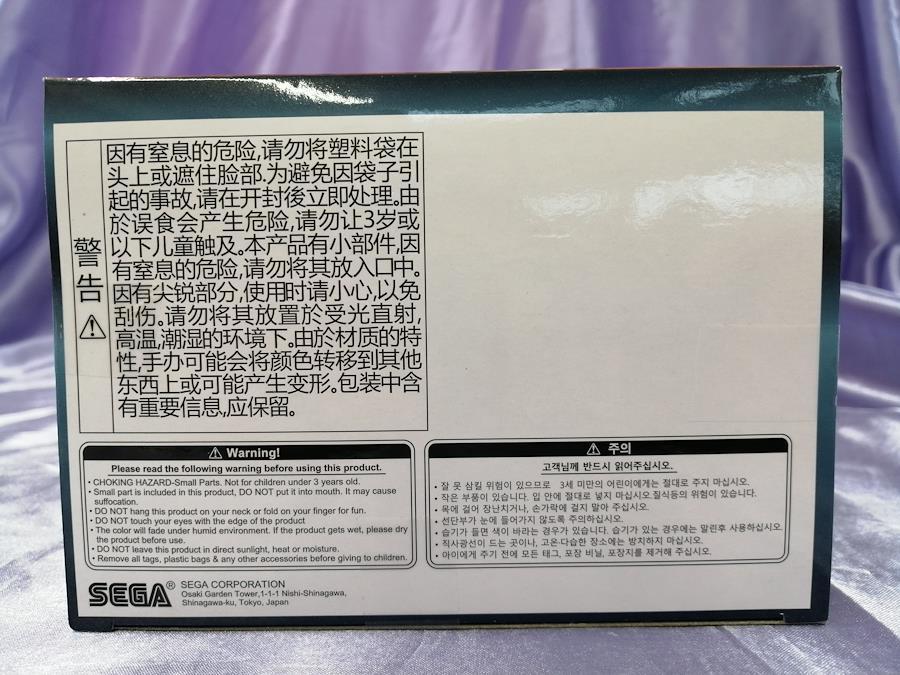 警告
因有窒息的危险,请勿将塑料袋在
头上或遮住脸部.为避免因袋子引
起的事故,请在开封後立即处理。由
於误食会产生危险,请勿让3岁或
以下儿童触及。本产品有小部件,因
有窒息的危险,请勿将其放入口中。
因有尖锐部分,使用时请小心,以免
刮伤。请勿将其放置於受光直射,
高温,潮湿的环境下。由於材质的特
性,手办可能会将颜色转移到其他
东西上或可能产生变形。包装中含
有重要信息,应保留。
Warning!
Please read the following warning before using this product.
• CHOKING HAZARD-Small Parts. Not for children under 3 years old.
• Small part is included in this product, DO NOT put it into mouth. It may cause
suffocation.
• DO NOT hang this product on your neck or fold on your finger for fun.
• DO NOT touch your eyes with the edge of the product
• The color will fade under humid environment. If the product gets wet, please dry
the product before use.
• DO NOT leave this product in direct sunlight, heat or moisture.
• Remove all tags, plastic bags & any other accessories before giving to children.
주의
고객님께 반드시 읽어주십시오.
• 잘 못 삼킬 위험이 있으므로 3세 미만의 어린이에게는 절대로 주지 마십시오.
• 작은 부품이 있습니다. 입 안에 절대로 넣지 마십시오.질식등의 위험이 있습니다.
• 목에 걸어 장난치거나, 손가락에 걸지 말아 주십시오.
• 선단부가 눈에 들어가지 않도록 주의하십시오.
• 습기가 들면 색이 바라는 경우가 있습니다. 습기가 있는 경우에는 말린후 사용하십시오.
• 직사광선이 드는 곳이나, 고온·다습한 장소에는 방치하지 마십시오.
• 아이에게 주기 전에 모든 태그, 포장 비닐, 포장지를 제거해 주십시오.
SEGA® SEGA CORPORATION
Osaki Garden Tower,1-1-1 Nishi-Shinagawa,
Shinagawa-ku, Tokyo, Japan